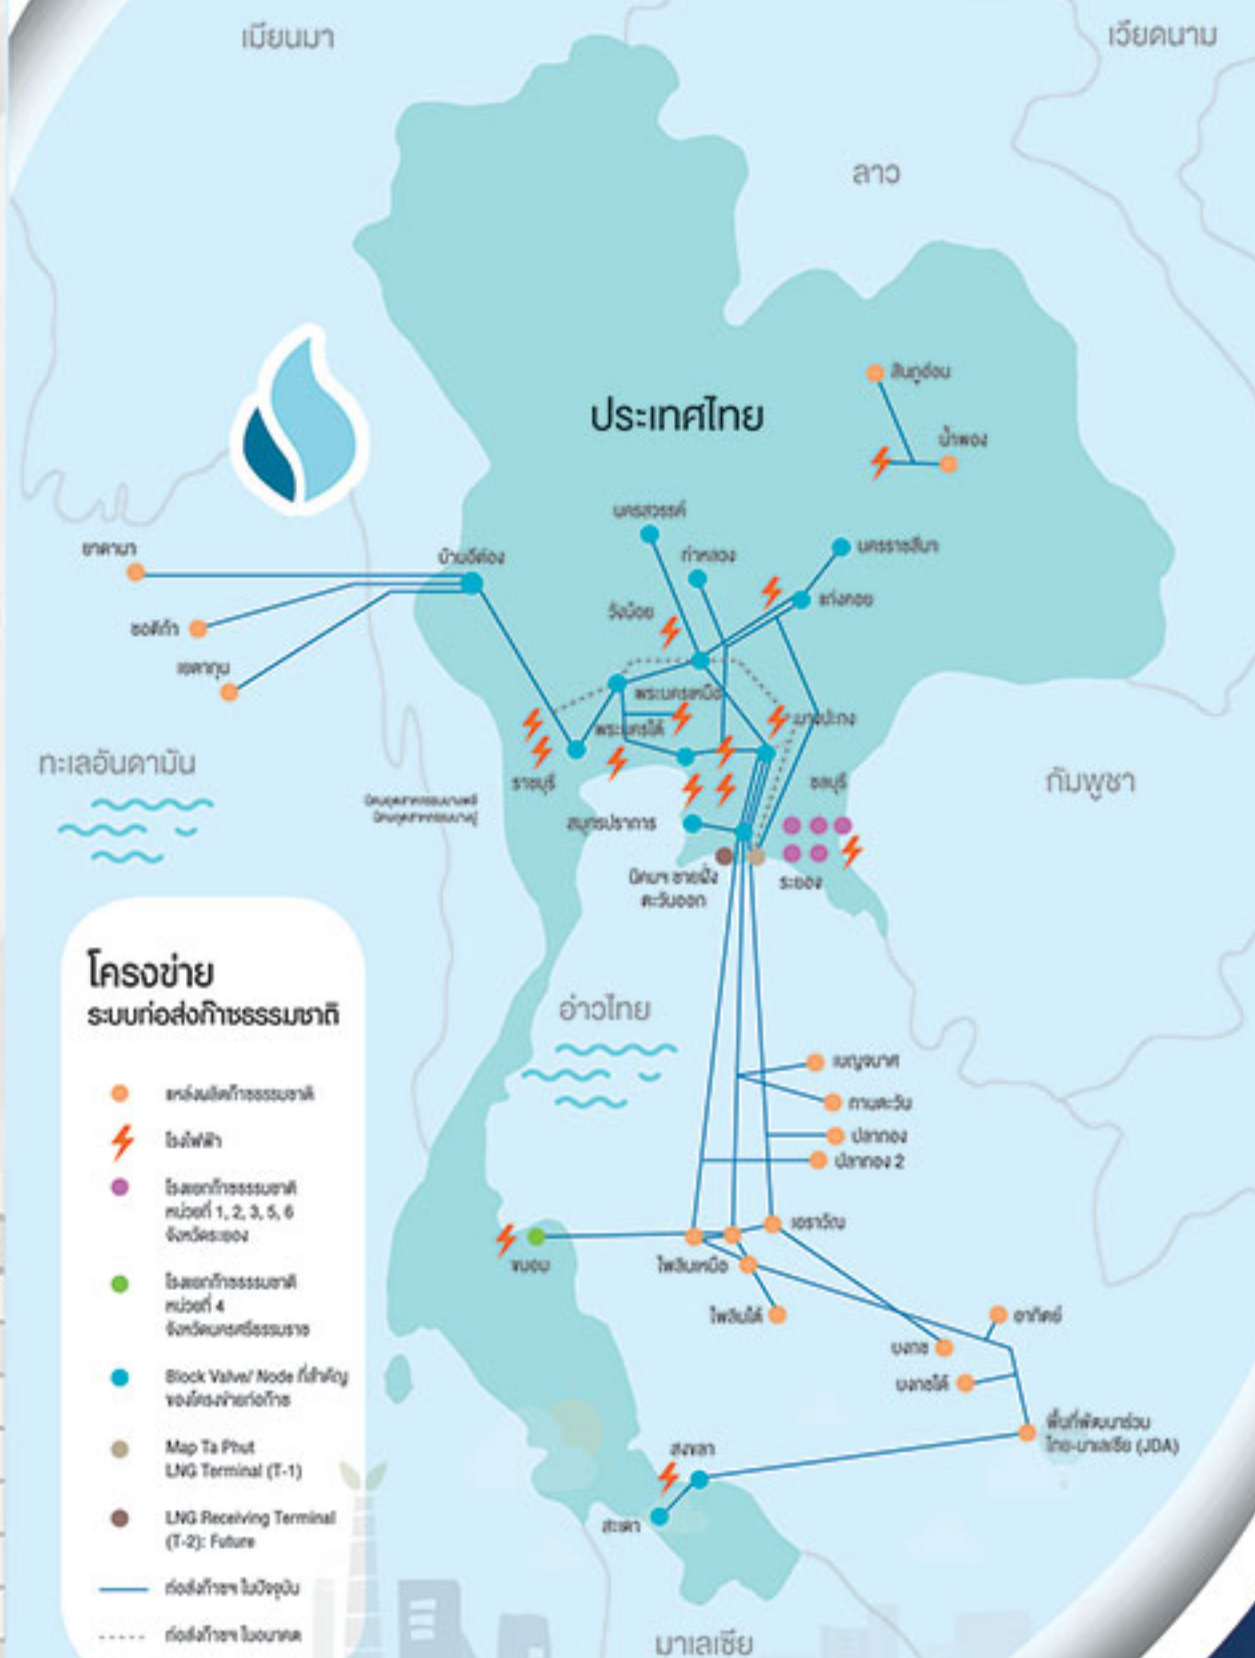 เมียนมา
เวียดนาม
ลาว
สินภูฮ่อม
ประเทศไทย
น้ำพอง
นครสวรรค์
ท่าหลวง
นครราชสีมา
ยาดานา
บ้านอีต่อง
แก่งคอย
วังน้อย
ซอติก้า
เยตากุน
พระนครเหนือ
บางปะกง
พระนครใต้
ทะเลอันดามัน
ราชบุรี
ชลบุรี
กัมพูชา
สมุทรปราการ
นิคมฯ ชายฝั่ง
ตะวันออก
ระยอง
โครงข่าย
ระบบท่อส่งก๊าซธรรมชาติ
อ่าวไทย
เบญจมาศ
ทานตะวัน
ปลาทอง
ปลาทอง 2
เอราวัณ
ขนอม
ไพลินเหนือ
ไพลินใต้
อาทิตย์
บงกช
บงกชใต้
พื้นที่พัฒนาร่วม
ไทย-มาเลเซีย (JDA)
สงขลา
สะเดา
มาเลเซีย
แหล่งผลิตก๊าซธรรมชาติ
โรงไฟฟ้า
โรงแยกก๊าซธรรมชาติ
หน่วยที่ 1, 2, 3, 5, 6
จังหวัดระยอง
โรงแยกก๊าซธรรมชาติ
หน่วยที่ 4
จังหวัดนครศรีธรรมราช
Block Valve/ Node ที่สำคัญ
ของโครงข่ายท่อก๊าซ
Map Ta Phut
LNG Terminal (T-1)
LNG Receiving Terminal
(T-2): Future
ท่อส่งก๊าซฯ ในปัจจุบัน
ท่อส่งก๊าซฯ ในอนาคต